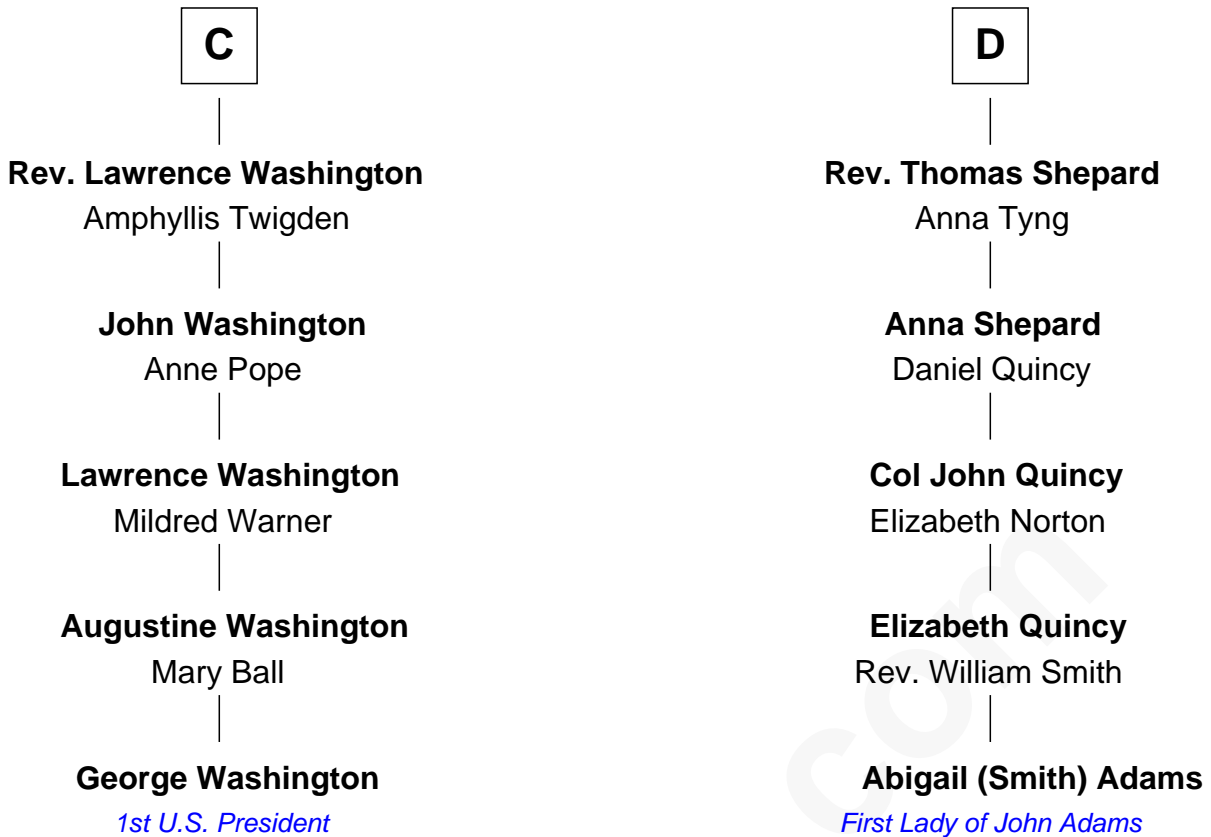 C
Rev. Lawrence Washington
Amphyllis Twigden
John Washington
Anne Pope
Lawrence Washington
Mildred Warner
Augustine Washington
Mary Ball
George Washington
1st U.S. President
D
Rev. Thomas Shepard
Anna Tyng
Anna Shepard
Daniel Quincy
Col John Quincy
Elizabeth Norton
Elizabeth Quincy
Rev. William Smith
Abigail (Smith) Adams
First Lady of John Adams
com